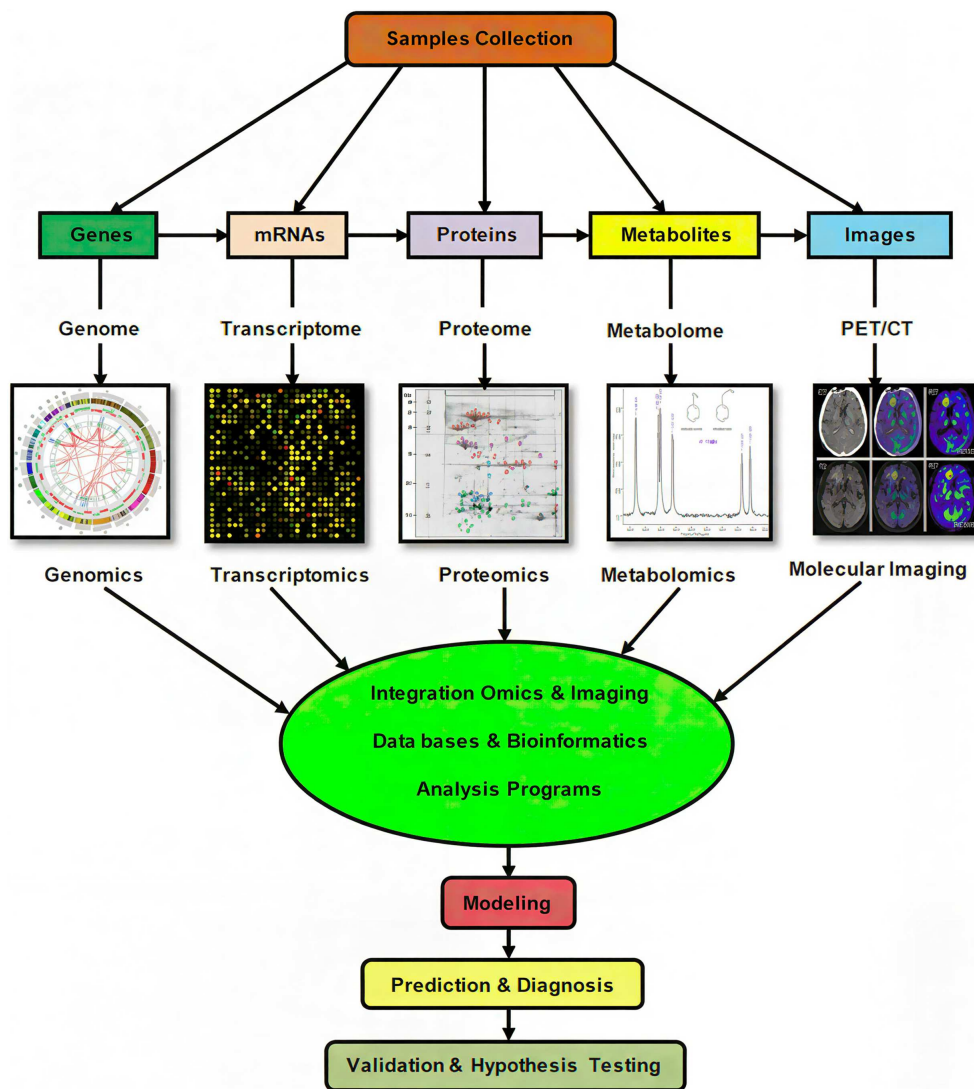 Samples Collection
Genes
mRNAs
Proteins
Metabolites
Images
Genome
Transcriptome
Proteome
Metabolome
PET/CT
Genomics
Transcriptomics
Proteomics
Metabolomics
Molecular Imaging
Integration Omics & Imaging
Data bases & Bioinformatics
Analysis Programs
Modeling
Prediction & Diagnosis
Validation & Hypothesis Testing